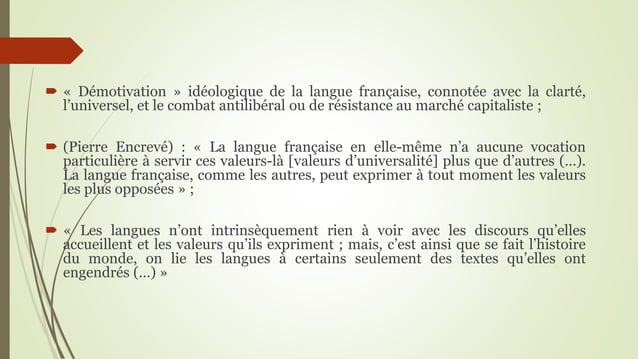 « Démotivation » idéologique de la langue française, connotée avec la clarté,
l’universel, et le combat antilibéral ou de résistance au marché capitaliste ;
(Pierre Encrevé) : « La langue française en elle-même n’a aucune vocation
particulière à servir ces valeurs-là [valeurs d’universalité] plus que d’autres (…).
La langue française, comme les autres, peut exprimer à tout moment les valeurs
les plus opposées » ;
« Les langues n’ont intrinsèquement rien à voir avec les discours qu’elles
accueillent et les valeurs qu’ils expriment ; mais, c’est ainsi que se fait l’histoire
du monde, on lie les langues à certains seulement des textes qu’elles ont
engendrés (…) »